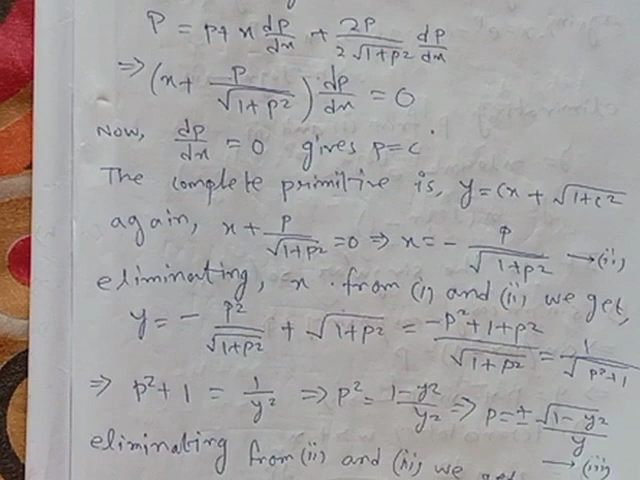 P = p + x dp/dx + 2p/2√1+p2 dp/dx
⇒ (x + p/√1+p2) dp/dx = 0
Now, dp/dx = 0 gives p=c
The complete primitive is, y=cx + √1+c2
again, x + p/√1+p2 =0 ⇒ x = - p/√1+p2 →(ii)
eliminating, x from (i) and (ii) we get,
y = - p2/√1+p2 + √1+p2 = -p2+1+p2/√1+p2 = 1/√p2+1
⇒ p2+1 = 1/y2 ⇒ p2 = 1-y2/y2 ⇒ p=± √1-y2/y
→(iii)
eliminating from (ii) and (iii) we get